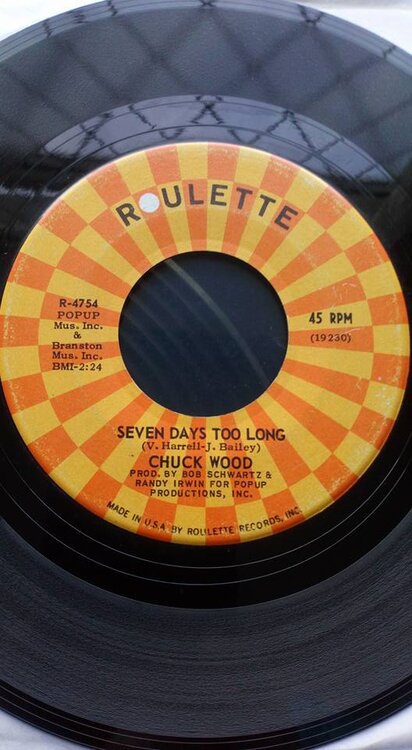 ROULETTE
R-4754
POPUP
Mus. Inc.
&
Branston
Mus. Inc.
BMI-2:24
45 RPM
(19230)
SEVEN DAYS TOO LONG
(V. Harrell-J. Bailey)
CHUCK WOOD
PROD. BY BOB SCHWARTZ &
RANDY IRWIN FOR POPUP
PRODUCTIONS, INC.
MADE IN U.S.A. BY ROULETTE RECORDS, INC.